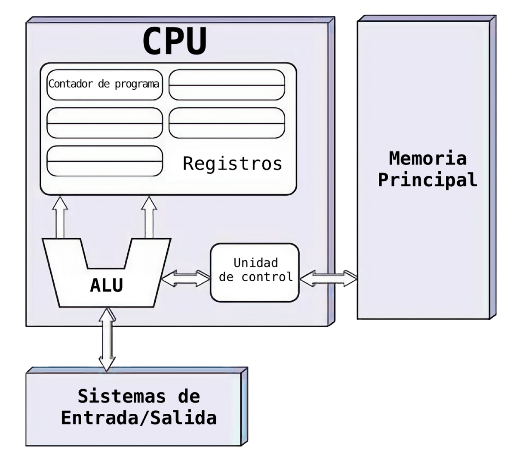 CPU
Contador de programa
Registros
Memoria
Principal
ALU
Unidad
de control
Sistemas de
Entrada/Salida